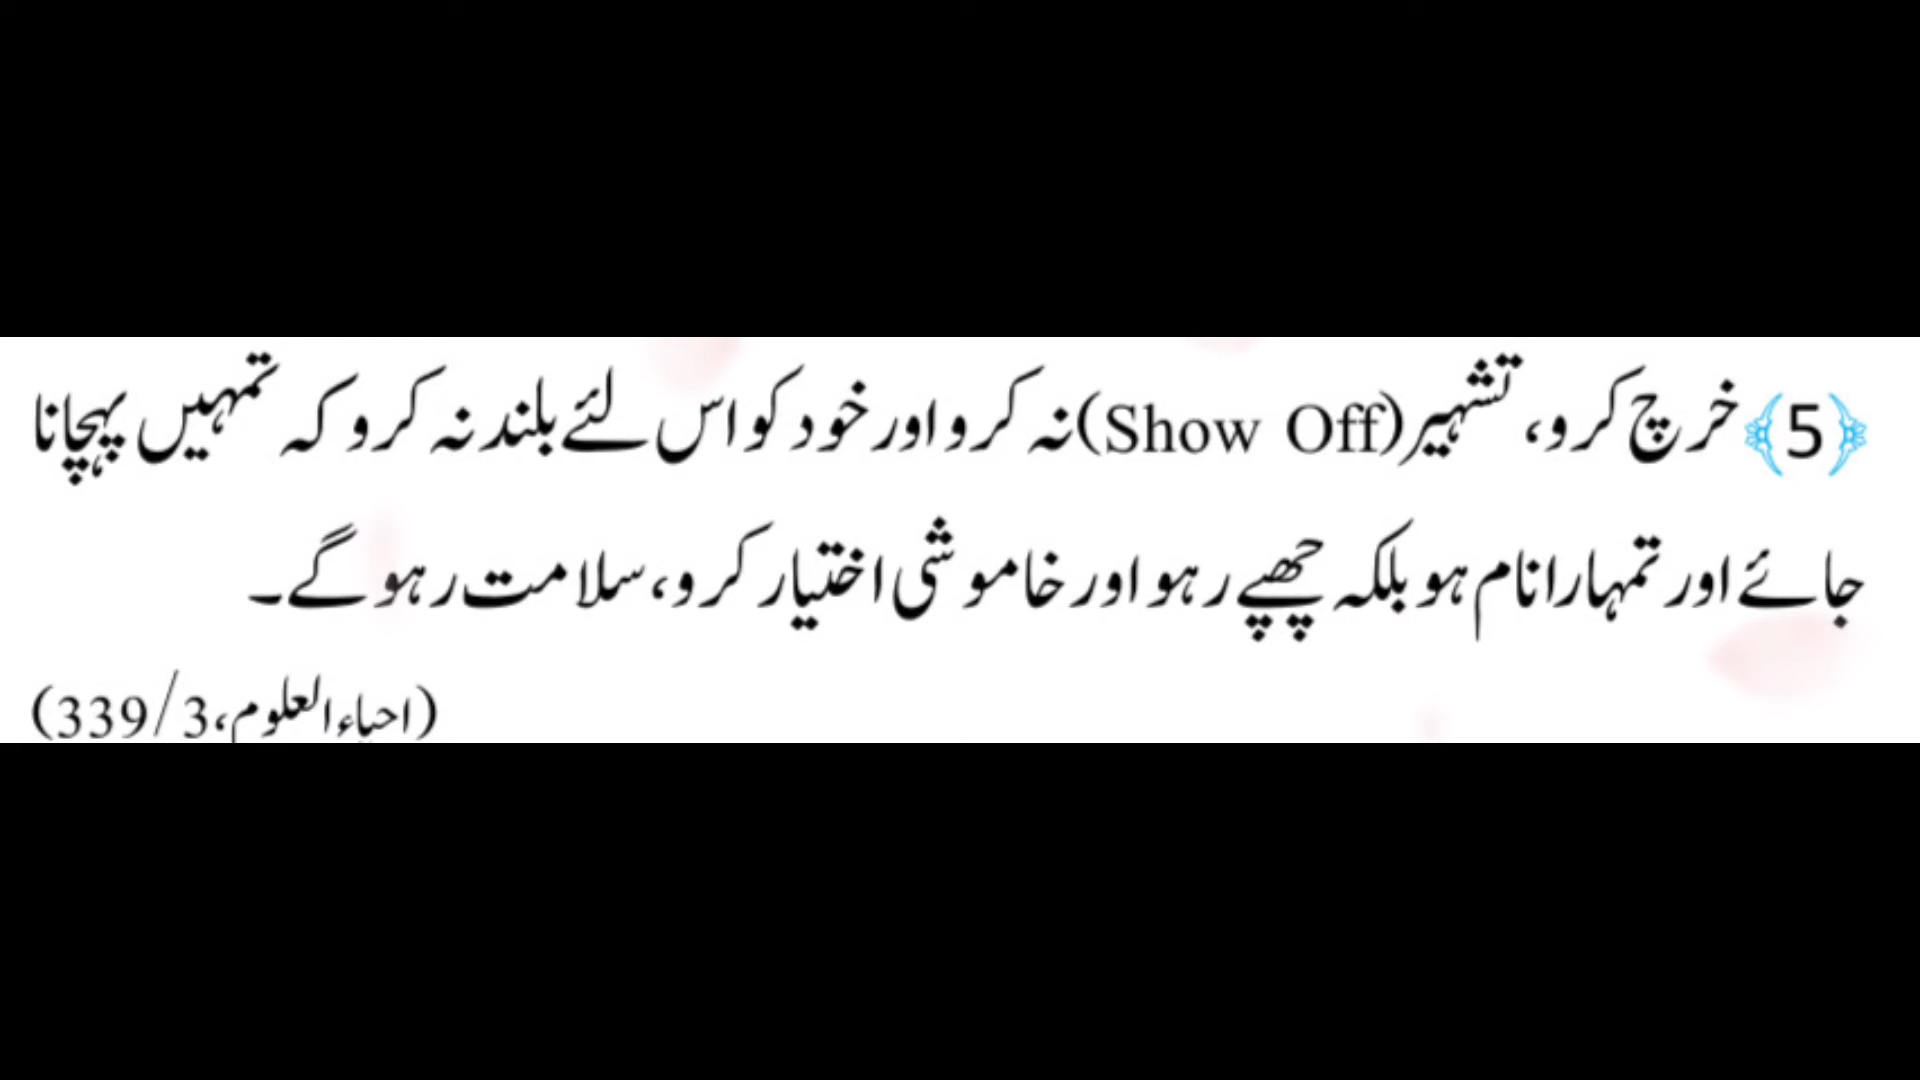 ﴿5﴾ خرچ کرو، تشہیر (Show Off) نہ کرو اور خود کو اس لئے بلند نہ کرو کہ تمہیں پہچانا
جائے اور تمہارا نام ہو بلکہ چھپے رہو اور خاموشی اختیار کرو، سلامت رہو گے۔
(احیاء العلوم، 3/339)